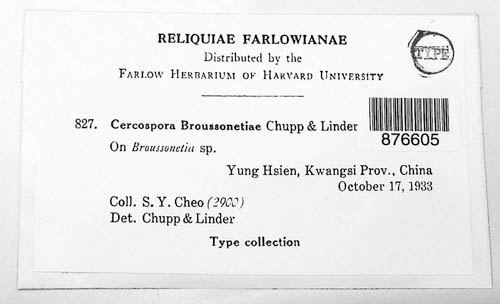 RELIQUIAE FARLOWIANAE
Distributed by the
FARLOW HERBARIUM OF HARVARD UNIVERSITY
TYPE
827. Cercospora Broussonetiae Chupp & Linder
876605
On Broussonetia sp.
Yung Hsien, Kwangsi Prov., China
October 17, 1933
Coll. S. Y. Cheo (2900)
Det. Chupp & Linder
Type collection